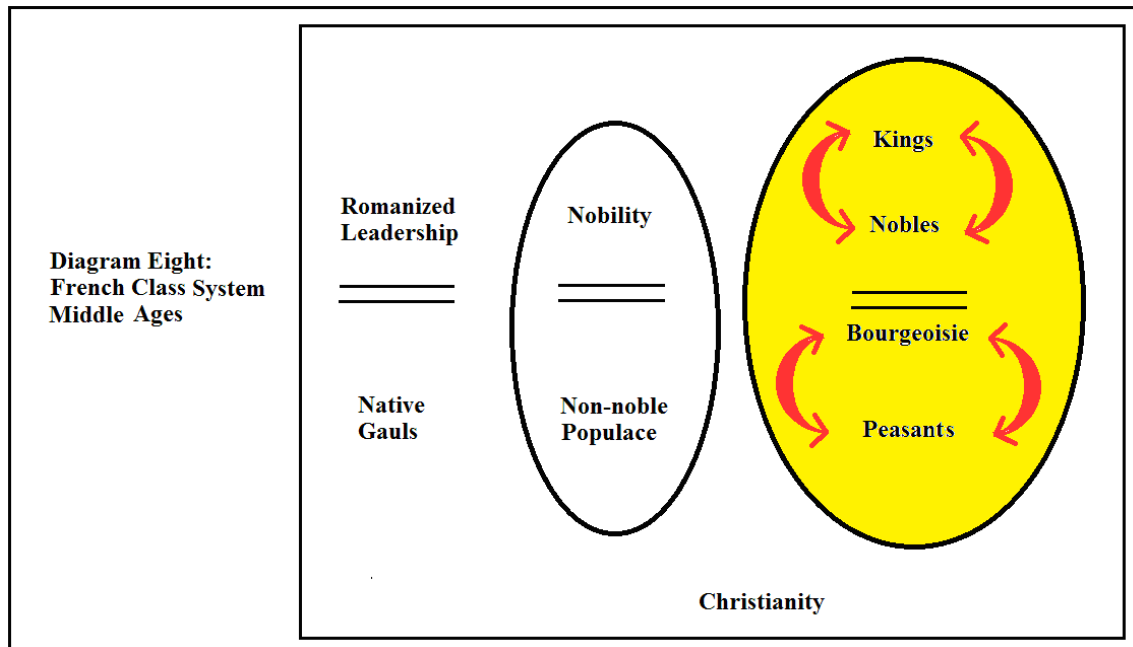 Diagram Eight:
French Class System
Middle Ages
Romanized
Leadership
Native
Gauls
Nobility
Non-noble
Populace
Kings
Nobles
Bourgeoisie
Peasants
Christianity